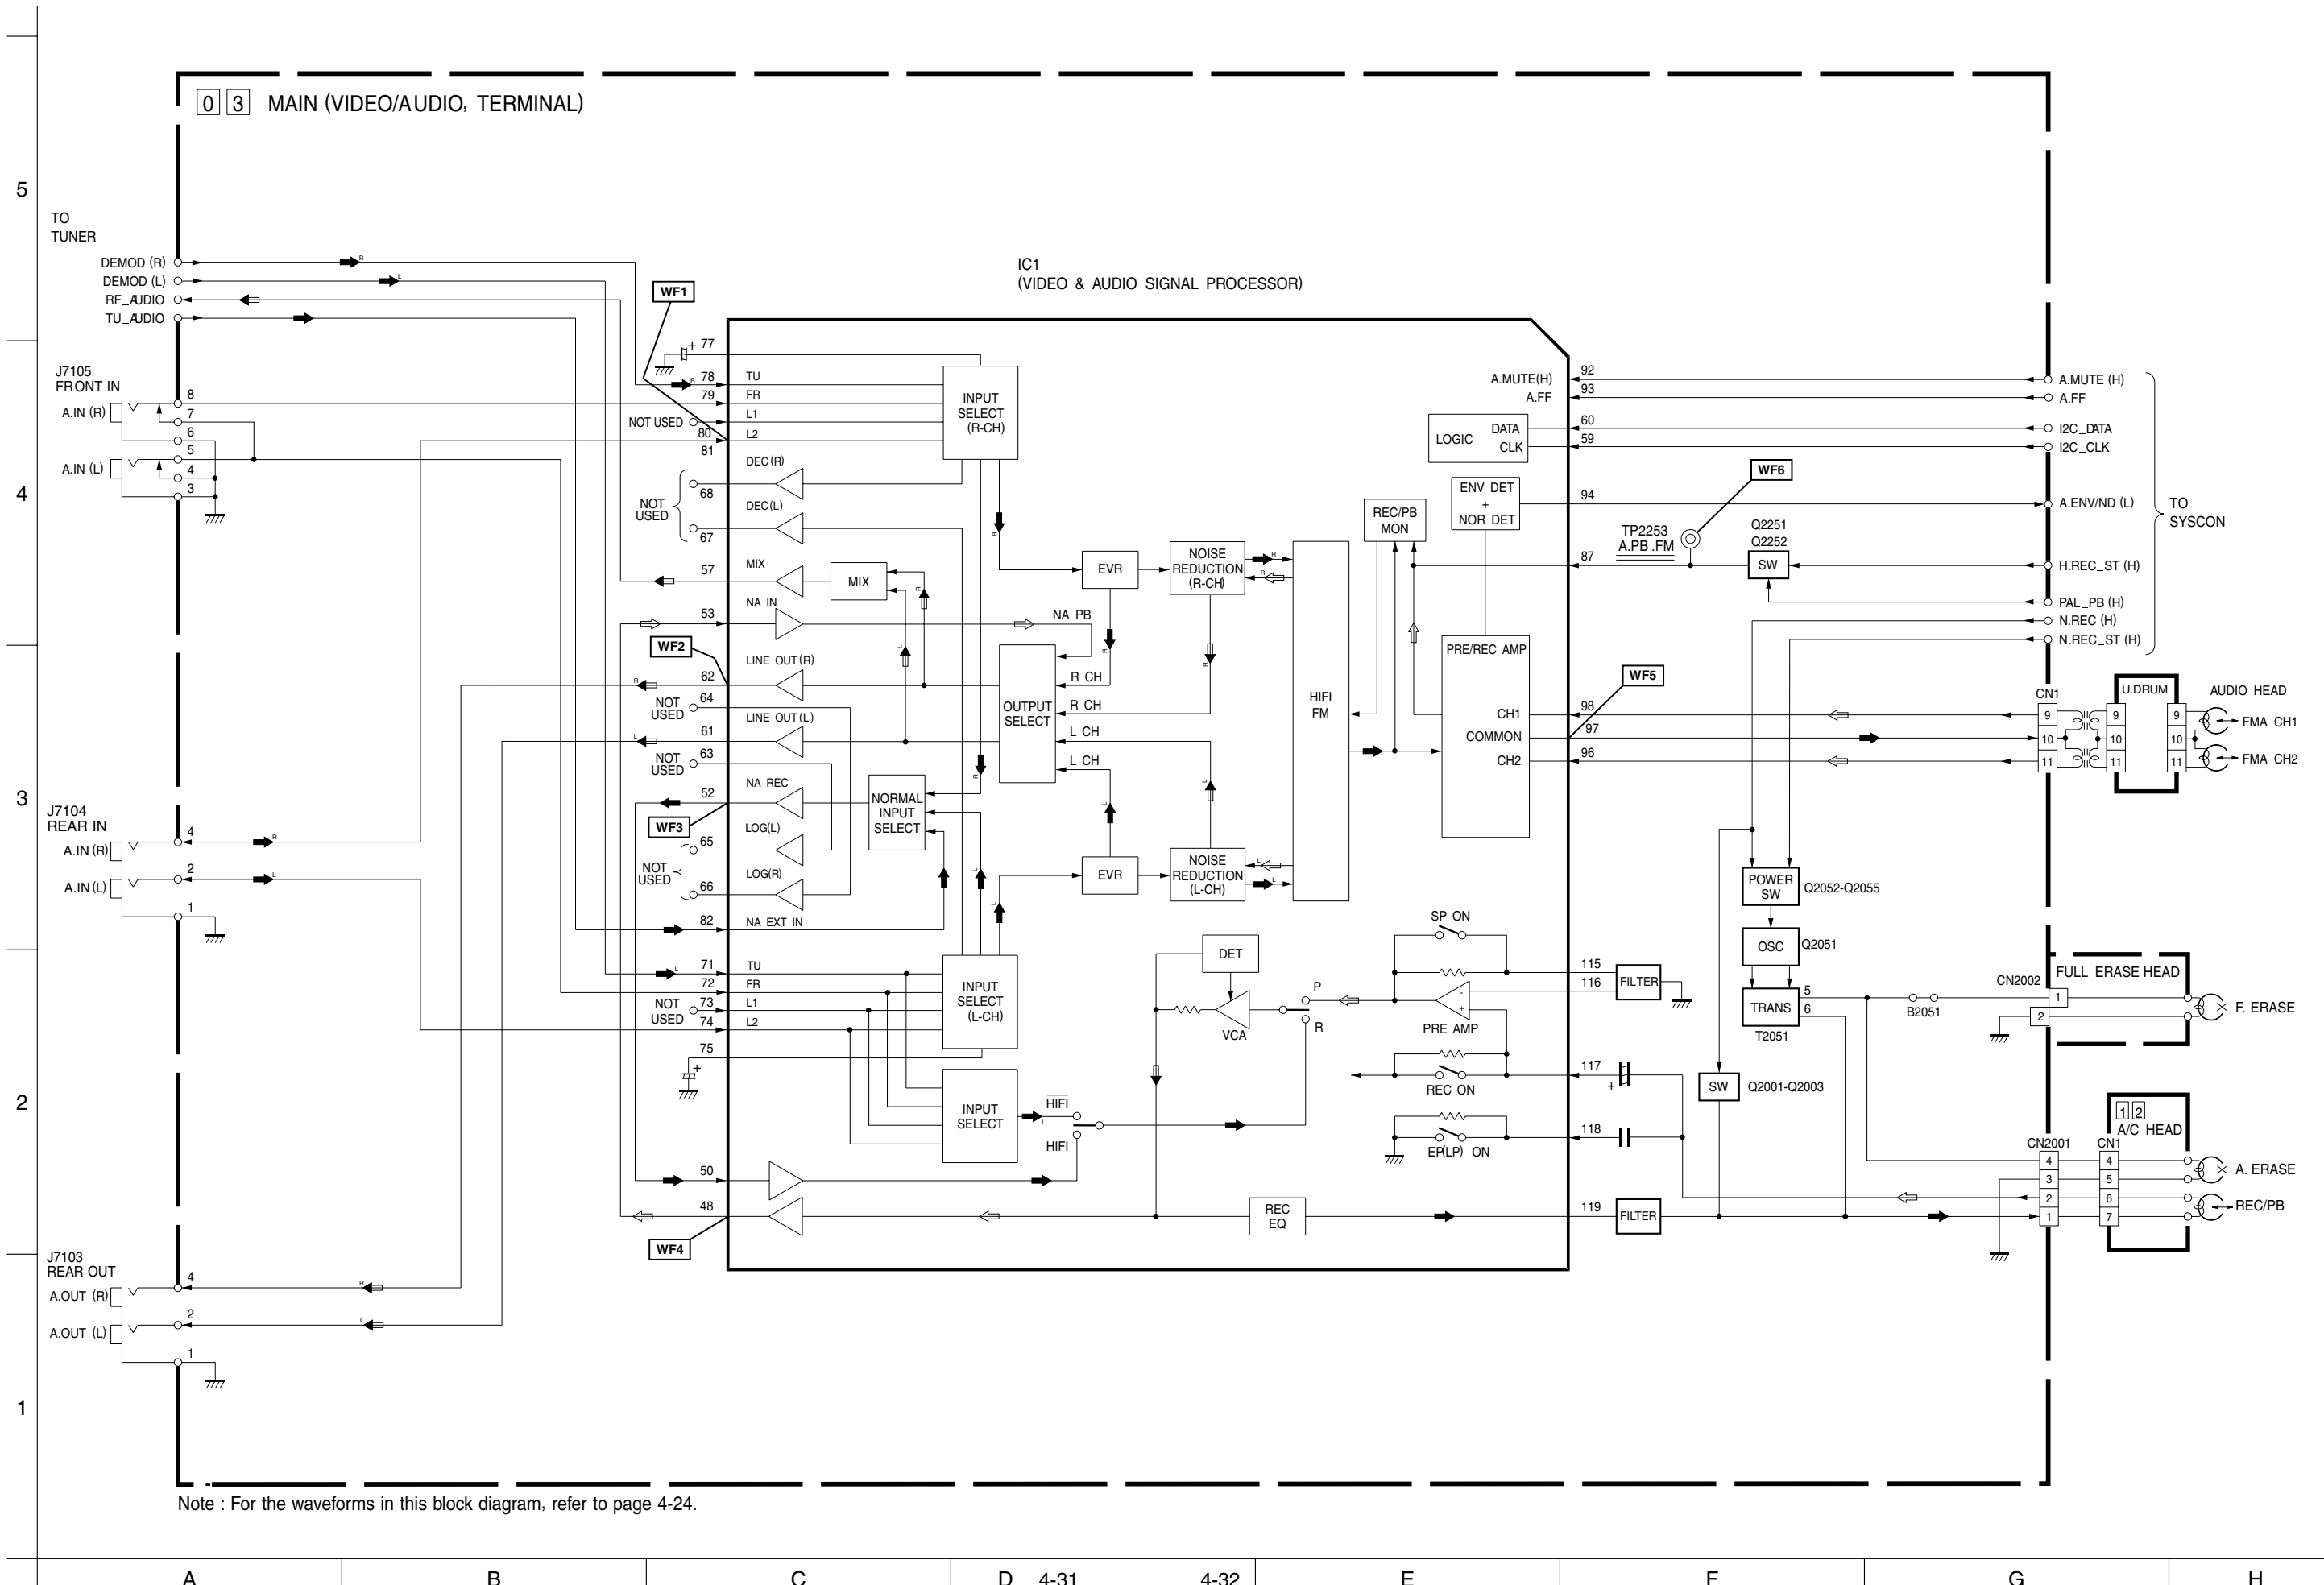 0 3 MAIN (VIDEO/AUDIO, TERMINAL)
5
4
3
2
1
TO
TUNER
DEMOD (R)
DEMOD (L)
RF_AUDIO
TU_AUDIO
J7105
FRONT IN
A.IN (R)
A.IN (L)
8
7
6
5
4
3
J7104
REAR IN
A.IN (R)
A.IN (L)
4
2
1
J7103
REAR OUT
A.OUT (R)
A.OUT (L)
4
2
1
R
L
R
L
R
L
WF1
WF2
WF3
WF4
IC1
(VIDEO & AUDIO SIGNAL PROCESSOR)
+ 77
R 78 TU
79 FR
NOT USED L1
80 L2
81
DEC(R)
68
NOT
USED
DEC(L)
67
57 MIX
MIX
53 NA IN
NA PB
LINE OUT(R)
R 62
NOT
USED 64
LINE OUT(L)
L 61
NOT
USED 63
52 NA REC
LOG(L)
65
NOT
USED
LOG(R)
66
82 NA EXT IN
L 71 TU
72 FR
NOT
USED 73 L1
74 L2
75
+
50
48
INPUT
SELECT
(R-CH)
NORMAL
INPUT
SELECT
INPUT
SELECT
(L-CH)
INPUT
SELECT
OUTPUT
SELECT
R CH
R CH
L CH
L CH
EVR
NOISE
REDUCTION
(R-CH)
EVR
NOISE
REDUCTION
(L-CH)
HIFI
FM
REC/PB
MON
ENV DET
+
NOR DET
LOGIC
DATA
CLK
A.MUTE(H)
A.FF
PRE/REC AMP
CH1
COMMON
CH2
SP ON
DET
VCA
P
R
PRE AMP
-
+
REC ON
EP(LP) ON
HIFI
HIFI
L
REC
EQ
92
93
60
59
94
87
98
97
96
115
116
117
118
119
+
FILTER
FILTER
TP2253
A.PB.FM
WF6
Q2251
Q2252
SW
WF5
POWER
SW
Q2052-Q2055
OSC
Q2051
TRANS
T2051
5
6
SW
Q2001-Q2003
B2051
A.MUTE (H)
A.FF
I2C_DATA
I2C_CLK
A.ENV/ND (L)
H.REC_ST (H)
PAL_PB (H)
N.REC (H)
N.REC_ST (H)
TO
SYSCON
CN1
U.DRUM
AUDIO HEAD
9 9 9
10 10 10
11 11 11
FMA CH1
FMA CH2
CN2002
FULL ERASE HEAD
1
2
F. ERASE
1 2
A/C HEAD
CN2001 CN1
4 4
3 5
2 6
1 7
A. ERASE
REC/PB
Note : For the waveforms in this block diagram, refer to page 4-24.
A B C D 4-31 4-32 E F G H